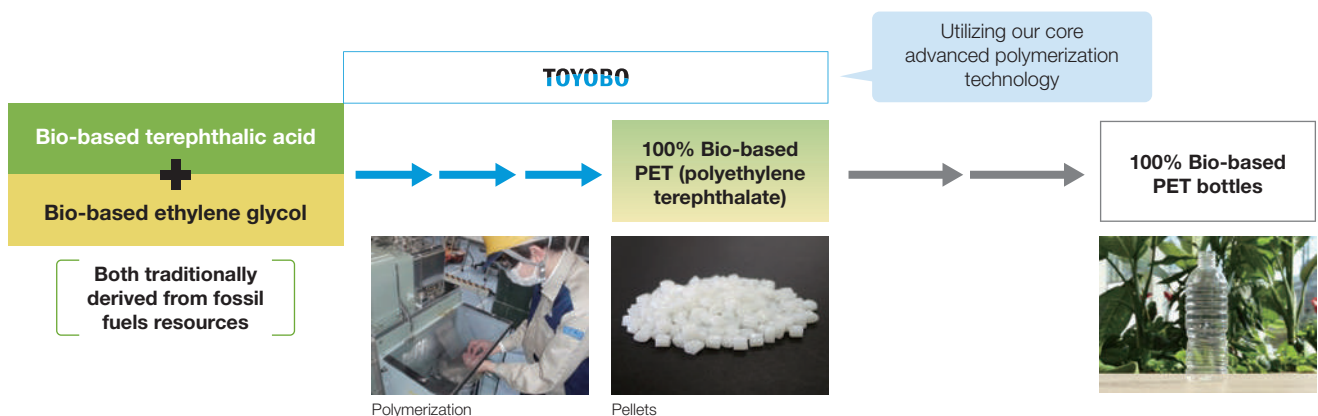 TOYOBO
Utilizing our core
advanced polymerization
technology
Bio-based terephthalic acid
Bio-based ethylene glycol
Both traditionally
derived from fossil
fuels resources
100% Bio-based
PET (polyethylene
terephthalate)
100% Bio-based
PET bottles
Polymerization
Pellets